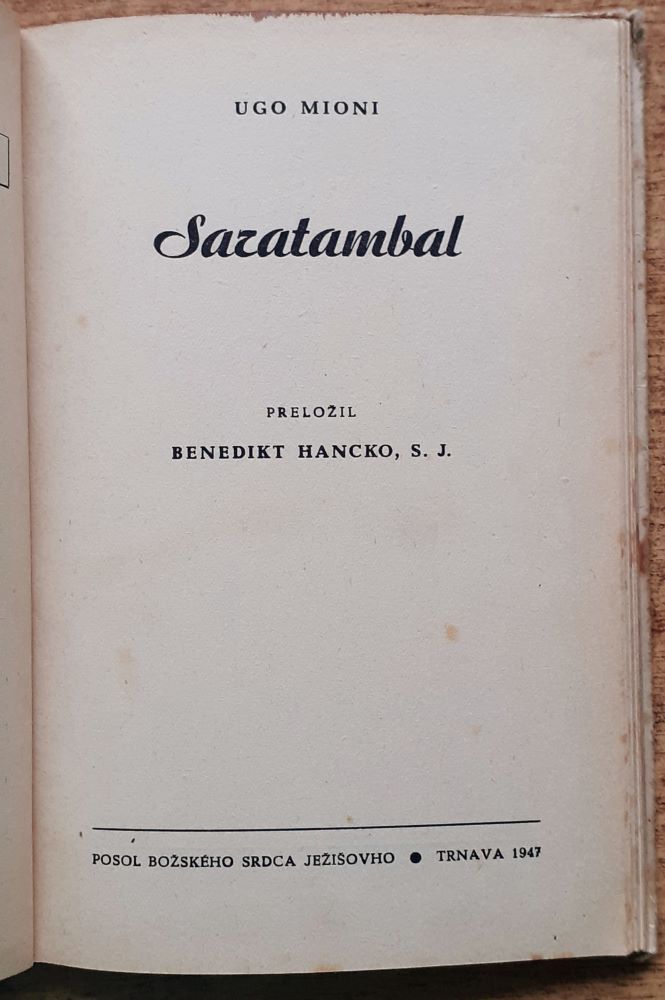 UGO MIONI
Saratambal
PRELOŽIL
BENEDIKT HANCKO, S. J.
POSOL BOŽSKÉHO SRDCA JEŽIŠOVHO ● TRNAVA 1947